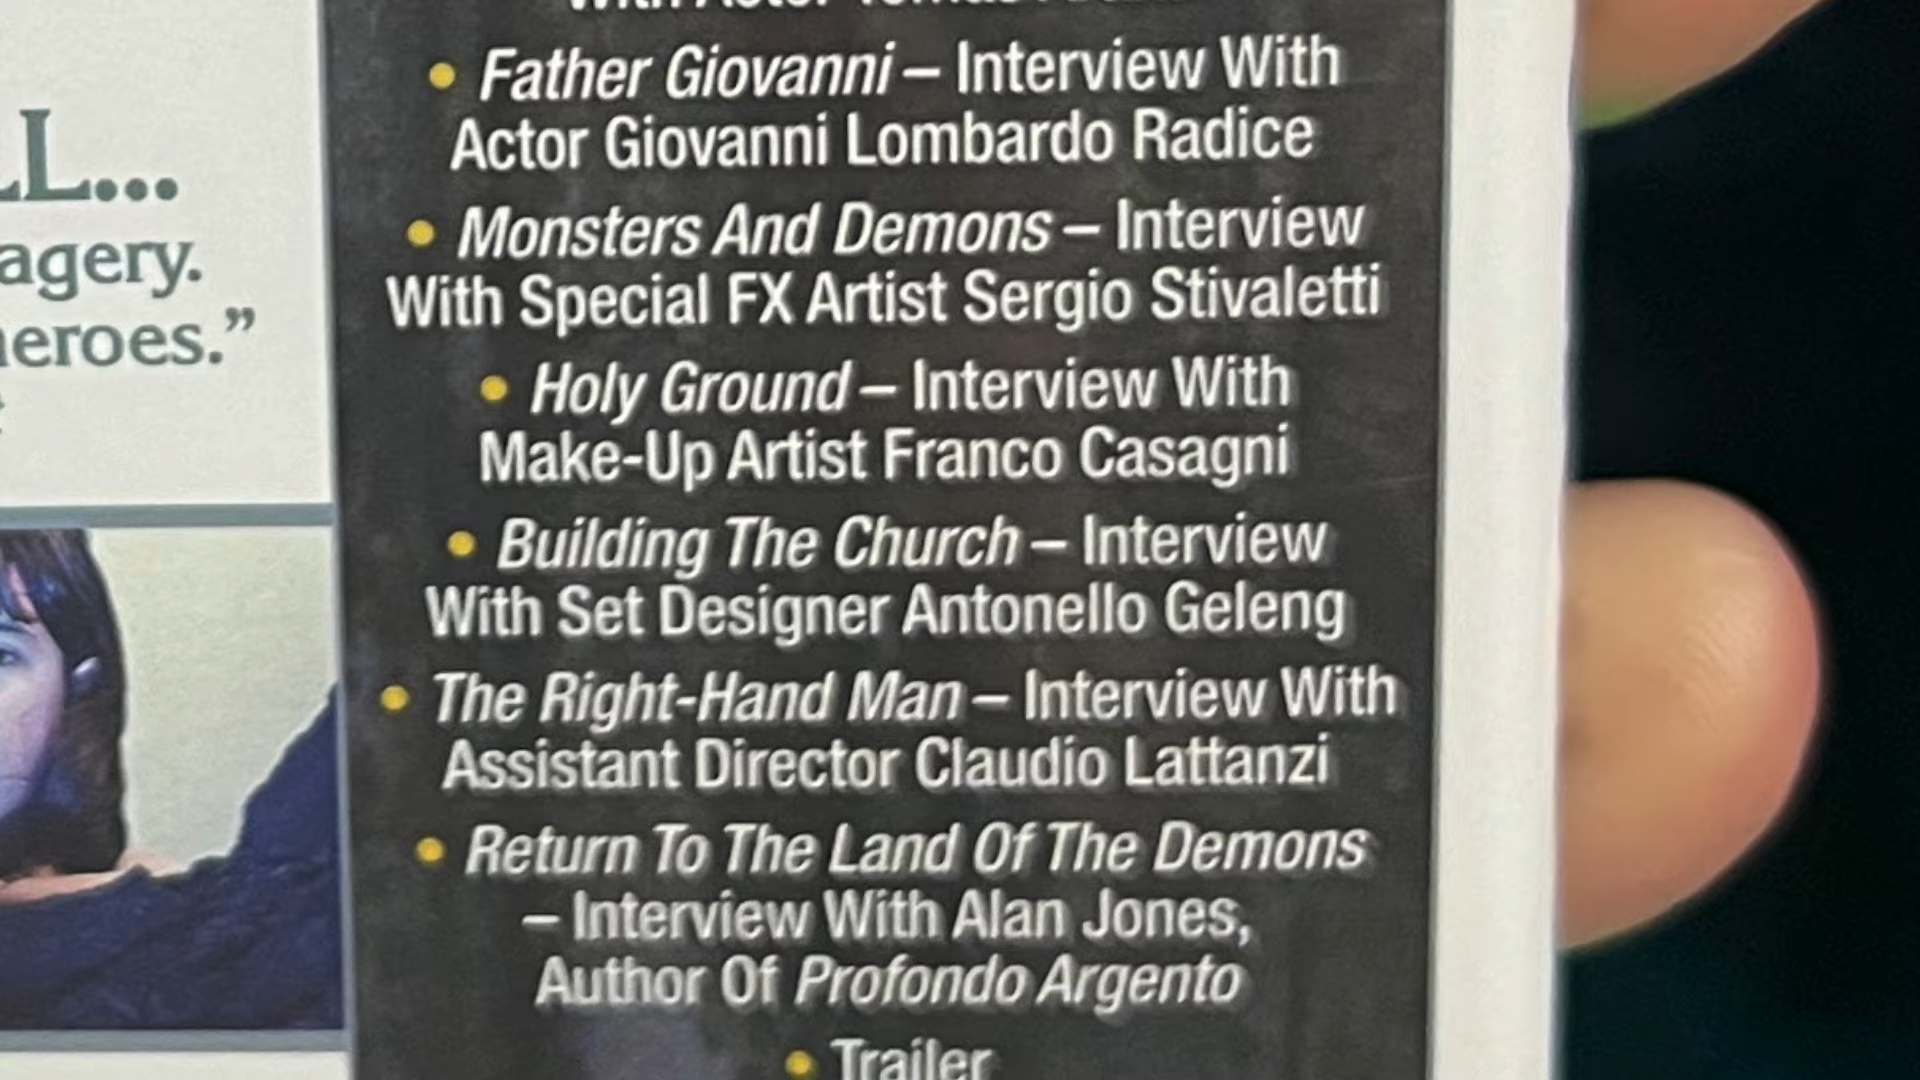 LL...
agery.
heroes.”
• Father Giovanni – Interview With
Actor Giovanni Lombardo Radice
• Monsters And Demons – Interview
With Special FX Artist Sergio Stivaletti
• Holy Ground – Interview With
Make-Up Artist Franco Casagni
• Building The Church – Interview
With Set Designer Antonello Geleng
• The Right-Hand Man – Interview With
Assistant Director Claudio Lattanzi
• Return To The Land Of The Demons
– Interview With Alan Jones,
Author Of Profondo Argento
• Trailer